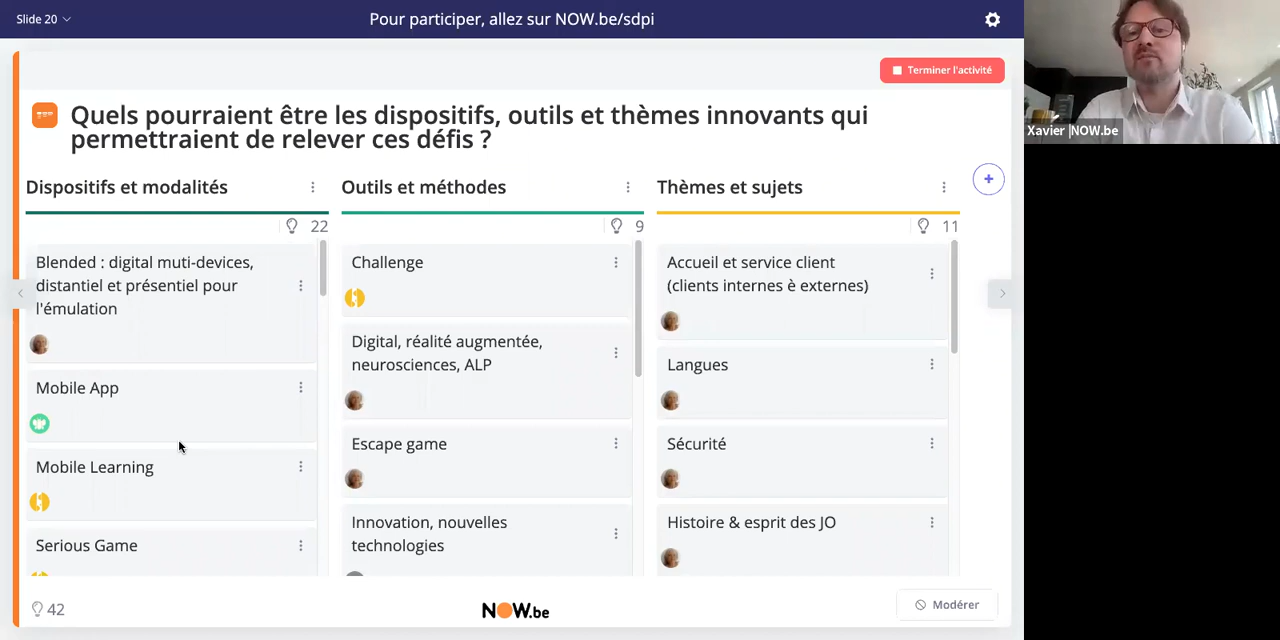 Slide 20
Pour participer, allez sur NOW.be/sdpi
Terminer l'activité
Quels pourraient être les dispositifs, outils et thèmes innovants qui
permettraient de relever ces défis ?
Dispositifs et modalités
22
Blended : digital muti-devices,
distantiel et présentiel pour
l'émulation
Mobile App
Mobile Learning
Serious Game
Outils et méthodes
9
Challenge
Digital, réalité augmentée,
neurosciences, ALP
Escape game
Innovation, nouvelles
technologies
Thèmes et sujets
11
Accueil et service client
(clients internes è externes)
Langues
Sécurité
Histoire & esprit des JO
42
NOW.be
Modérer
Xavier |NOW.be